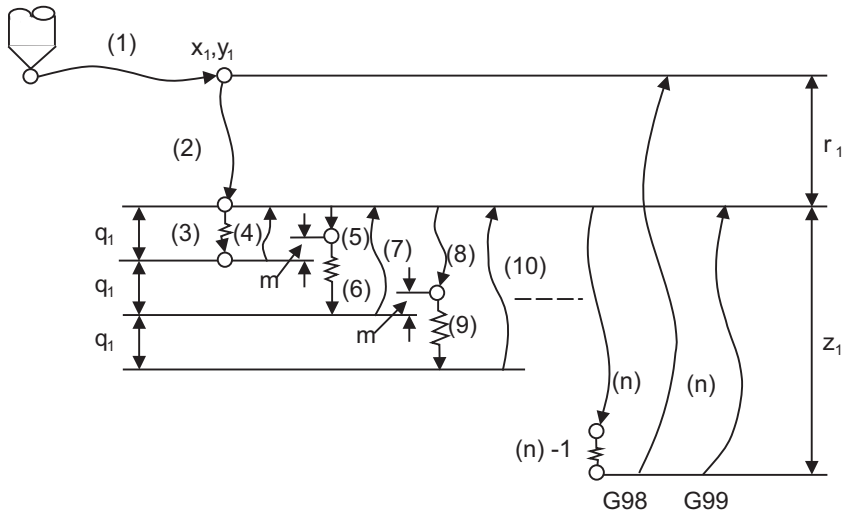 (1)
x1,y1
(2)
r1
q1
(3)
(4)
(5)
(7)
(8)
(10)
m
q1
(6)
m
(9)
q1
z1
(n)
(n)
(n) -1
G98
G99